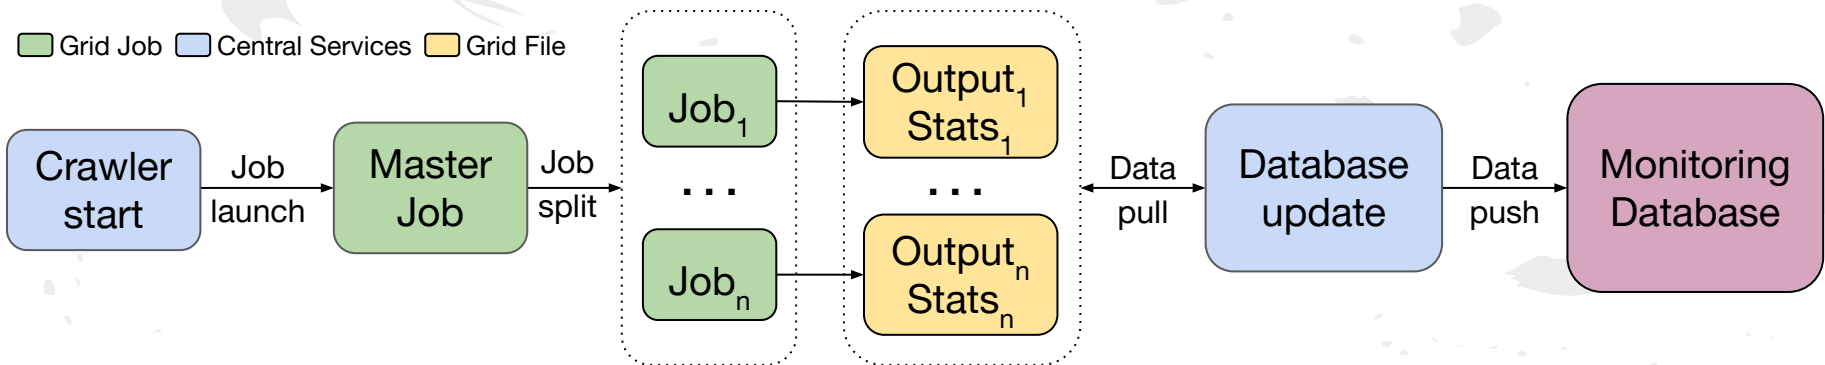 Grid Job Central Services Grid File
Crawler
start
Job
launch
Master
Job
Job
split
Job₁
...
Jobₙ
Output₁
Stats₁
...
Outputₙ
Statsₙ
Data
pull
Database
update
Data
push
Monitoring
Database